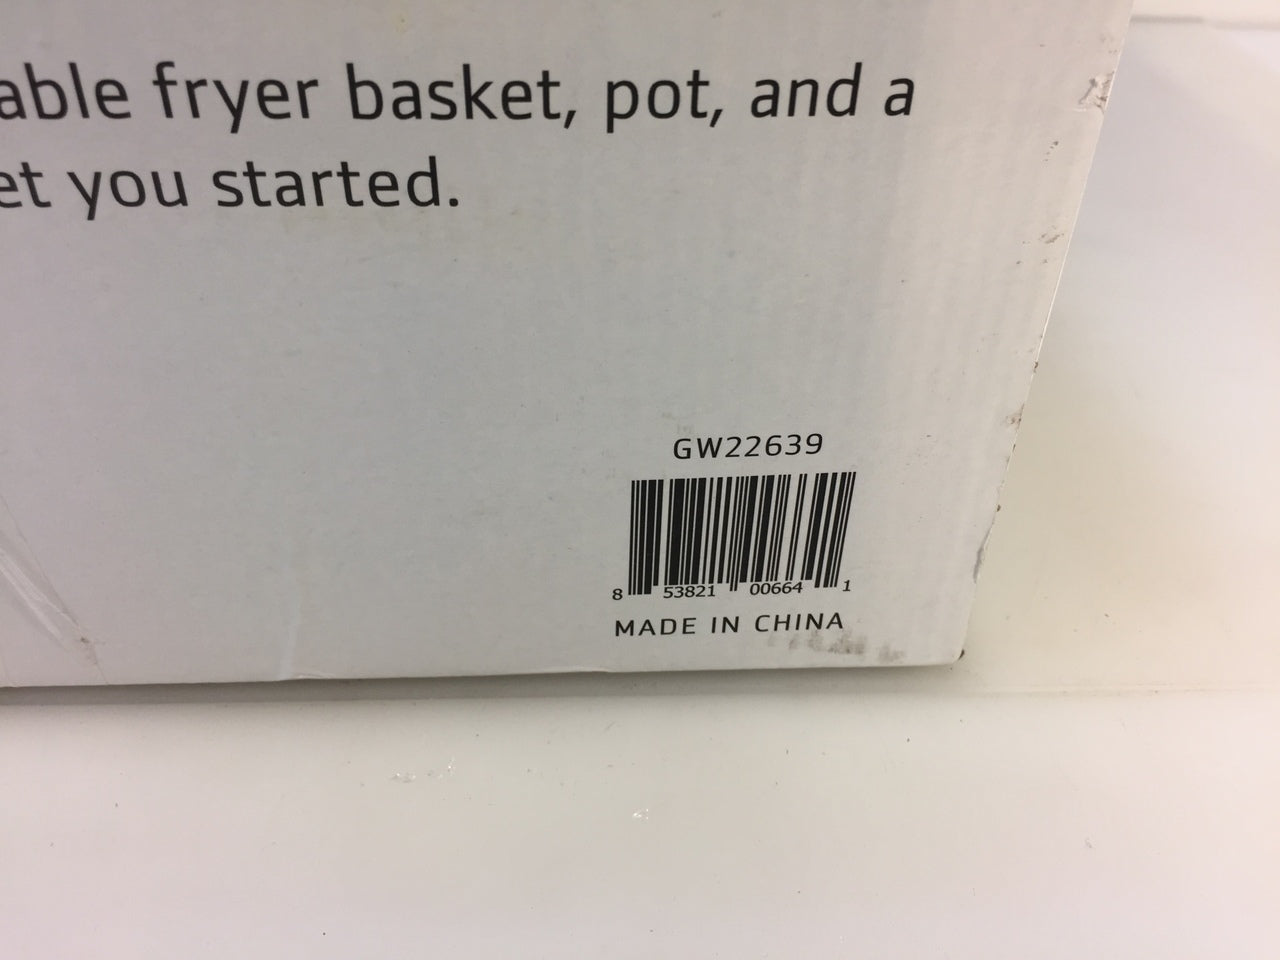 able fryer basket, pot, and a
et you started.
GW22639
8 53821 00664 1
MADE IN CHINA